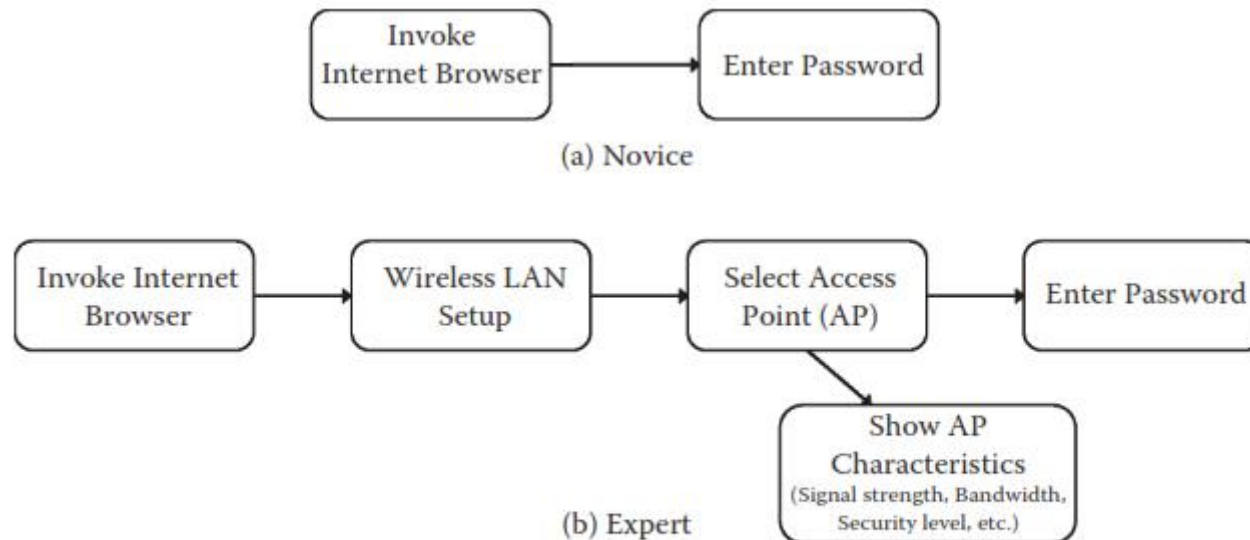 Invoke
Internet Browser
Enter Password
(a) Novice
Invoke Internet
Browser
Wireless LAN
Setup
Select Access
Point (AP)
Enter Password
Show AP
Characteristics
(Signal strength, Bandwidth,
Security level, etc.)
(b) Expert